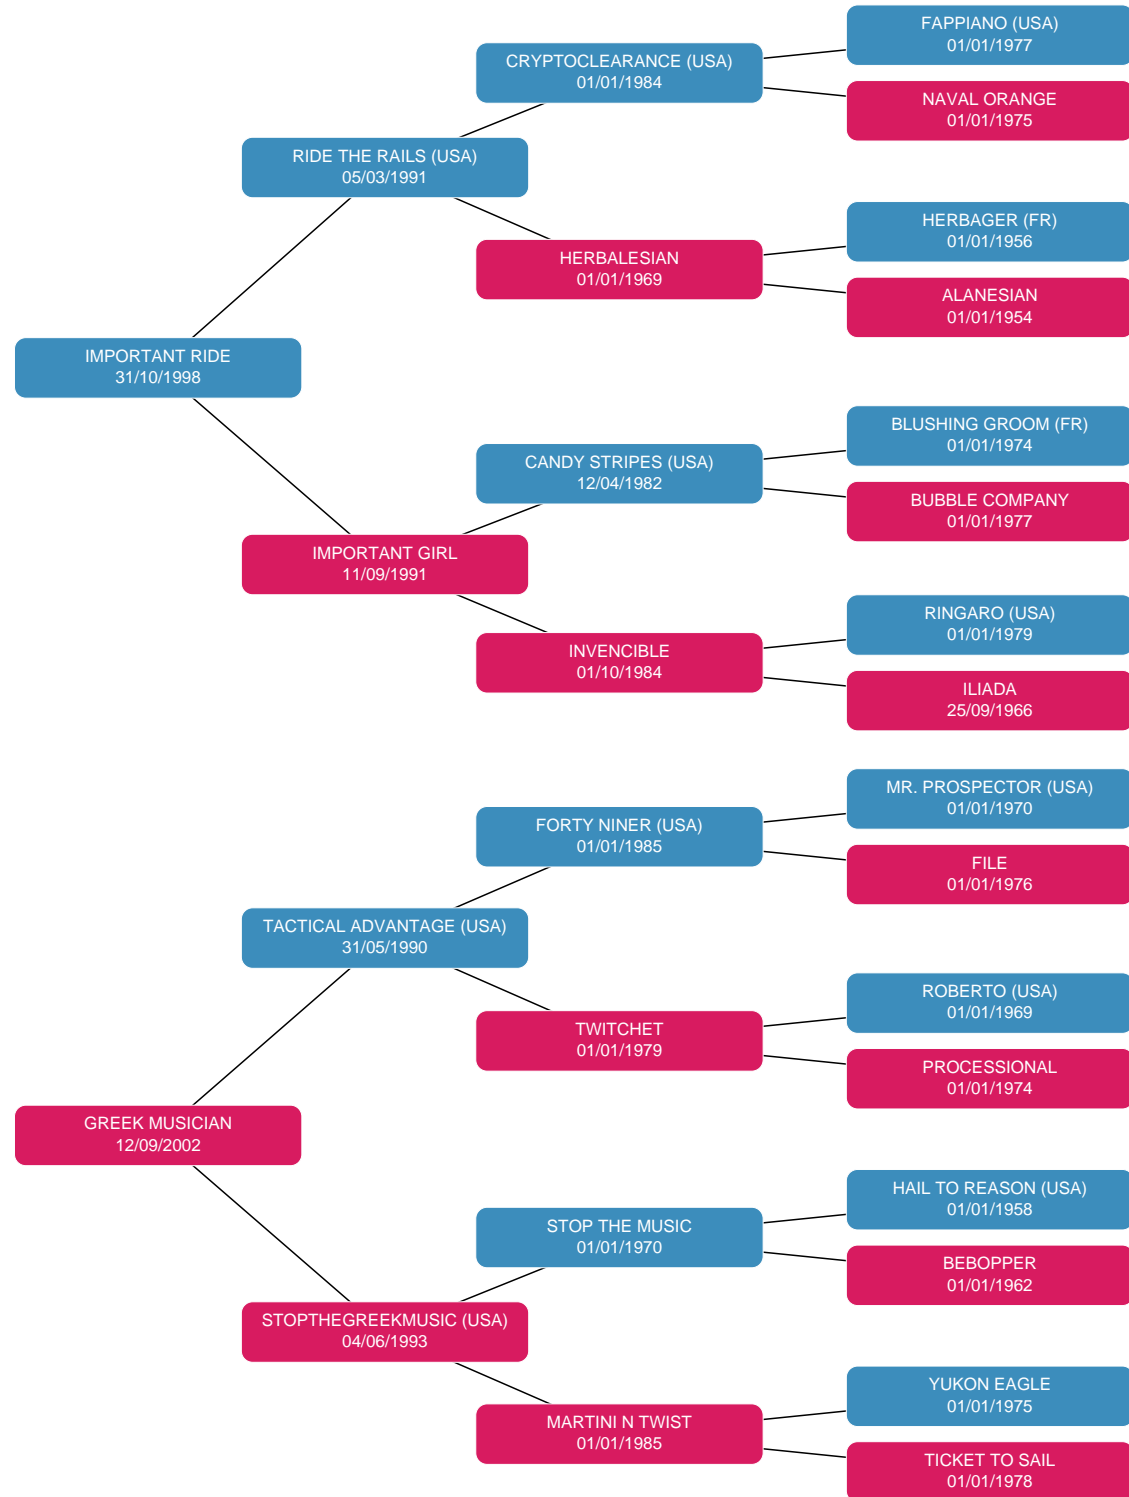 FAPPIANO (USA)
01/01/1977
CRYPTOCLEARANCE (USA)
01/01/1984
NAVAL ORANGE
01/01/1975
RIDE THE RAILS (USA)
05/03/1991
HERBAGER (FR)
01/01/1956
HERBALESIAN
01/01/1969
ALANESIAN
01/01/1954
IMPORTANT RIDE
31/10/1998
BLUSHING GROOM (FR)
01/01/1974
CANDY STRIPES (USA)
12/04/1982
BUBBLE COMPANY
01/01/1977
IMPORTANT GIRL
11/09/1991
RINGARO (USA)
01/01/1979
INVENCIBLE
01/10/1984
ILIADA
25/09/1966
MR. PROSPECTOR (USA)
01/01/1970
FORTY NINER (USA)
01/01/1985
FILE
01/01/1976
TACTICAL ADVANTAGE (USA)
31/05/1990
ROBERTO (USA)
01/01/1969
TWITCHET
01/01/1979
PROCESSIONAL
01/01/1974
GREEK MUSICIAN
12/09/2002
HAIL TO REASON (USA)
01/01/1958
STOP THE MUSIC
01/01/1970
BEBOPPER
01/01/1962
STOPTHEGREEKMUSIC (USA)
04/06/1993
YUKON EAGLE
01/01/1975
MARTINI N TWIST
01/01/1985
TICKET TO SAIL
01/01/1978